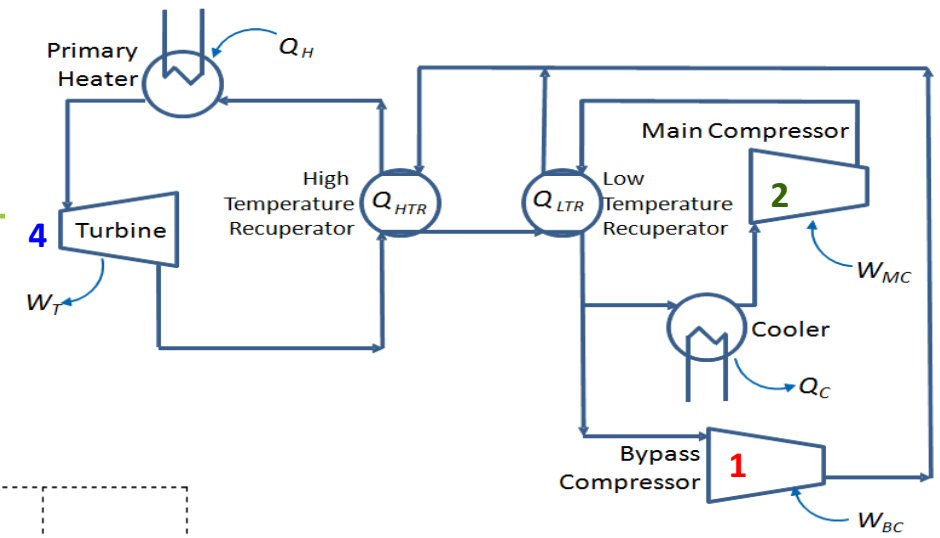 Primary
Heater
Q_H
Main Compressor
High
Temperature
Recuperator
Q_HTR
Q_LTR
Low
Temperature
Recuperator
2
4
Turbine
W_MC
W_T
Cooler
Q_C
Bypass
Compressor
1
W_BC